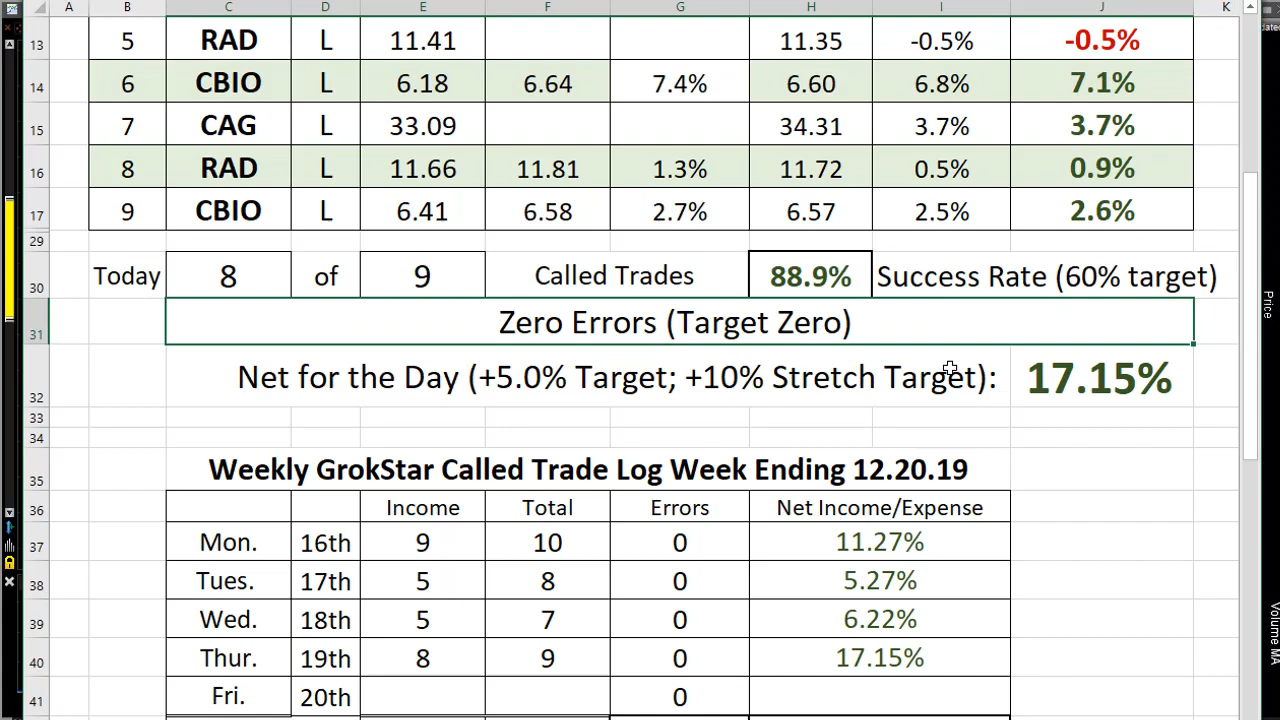 A B C D E F G H I J K
13 5 RAD L 11.41 11.35 -0.5% -0.5%
14 6 CBIO L 6.18 6.64 7.4% 6.60 6.8% 7.1%
15 7 CAG L 33.09 34.31 3.7% 3.7%
16 8 RAD L 11.66 11.81 1.3% 11.72 0.5% 0.9%
17 9 CBIO L 6.41 6.58 2.7% 6.57 2.5% 2.6%
29
30 Today 8 of 9 Called Trades 88.9% Success Rate (60% target)
31 Zero Errors (Target Zero)
32 Net for the Day (+5.0% Target; +10% Stretch Target): 17.15%
33
34
35 Weekly GrokStar Called Trade Log Week Ending 12.20.19
36 Income Total Errors Net Income/Expense
37 Mon. 16th 9 10 0 11.27%
38 Tues. 17th 5 8 0 5.27%
39 Wed. 18th 5 7 0 6.22%
40 Thur. 19th 8 9 0 17.15%
41 Fri. 20th 0
Price
Volume MA